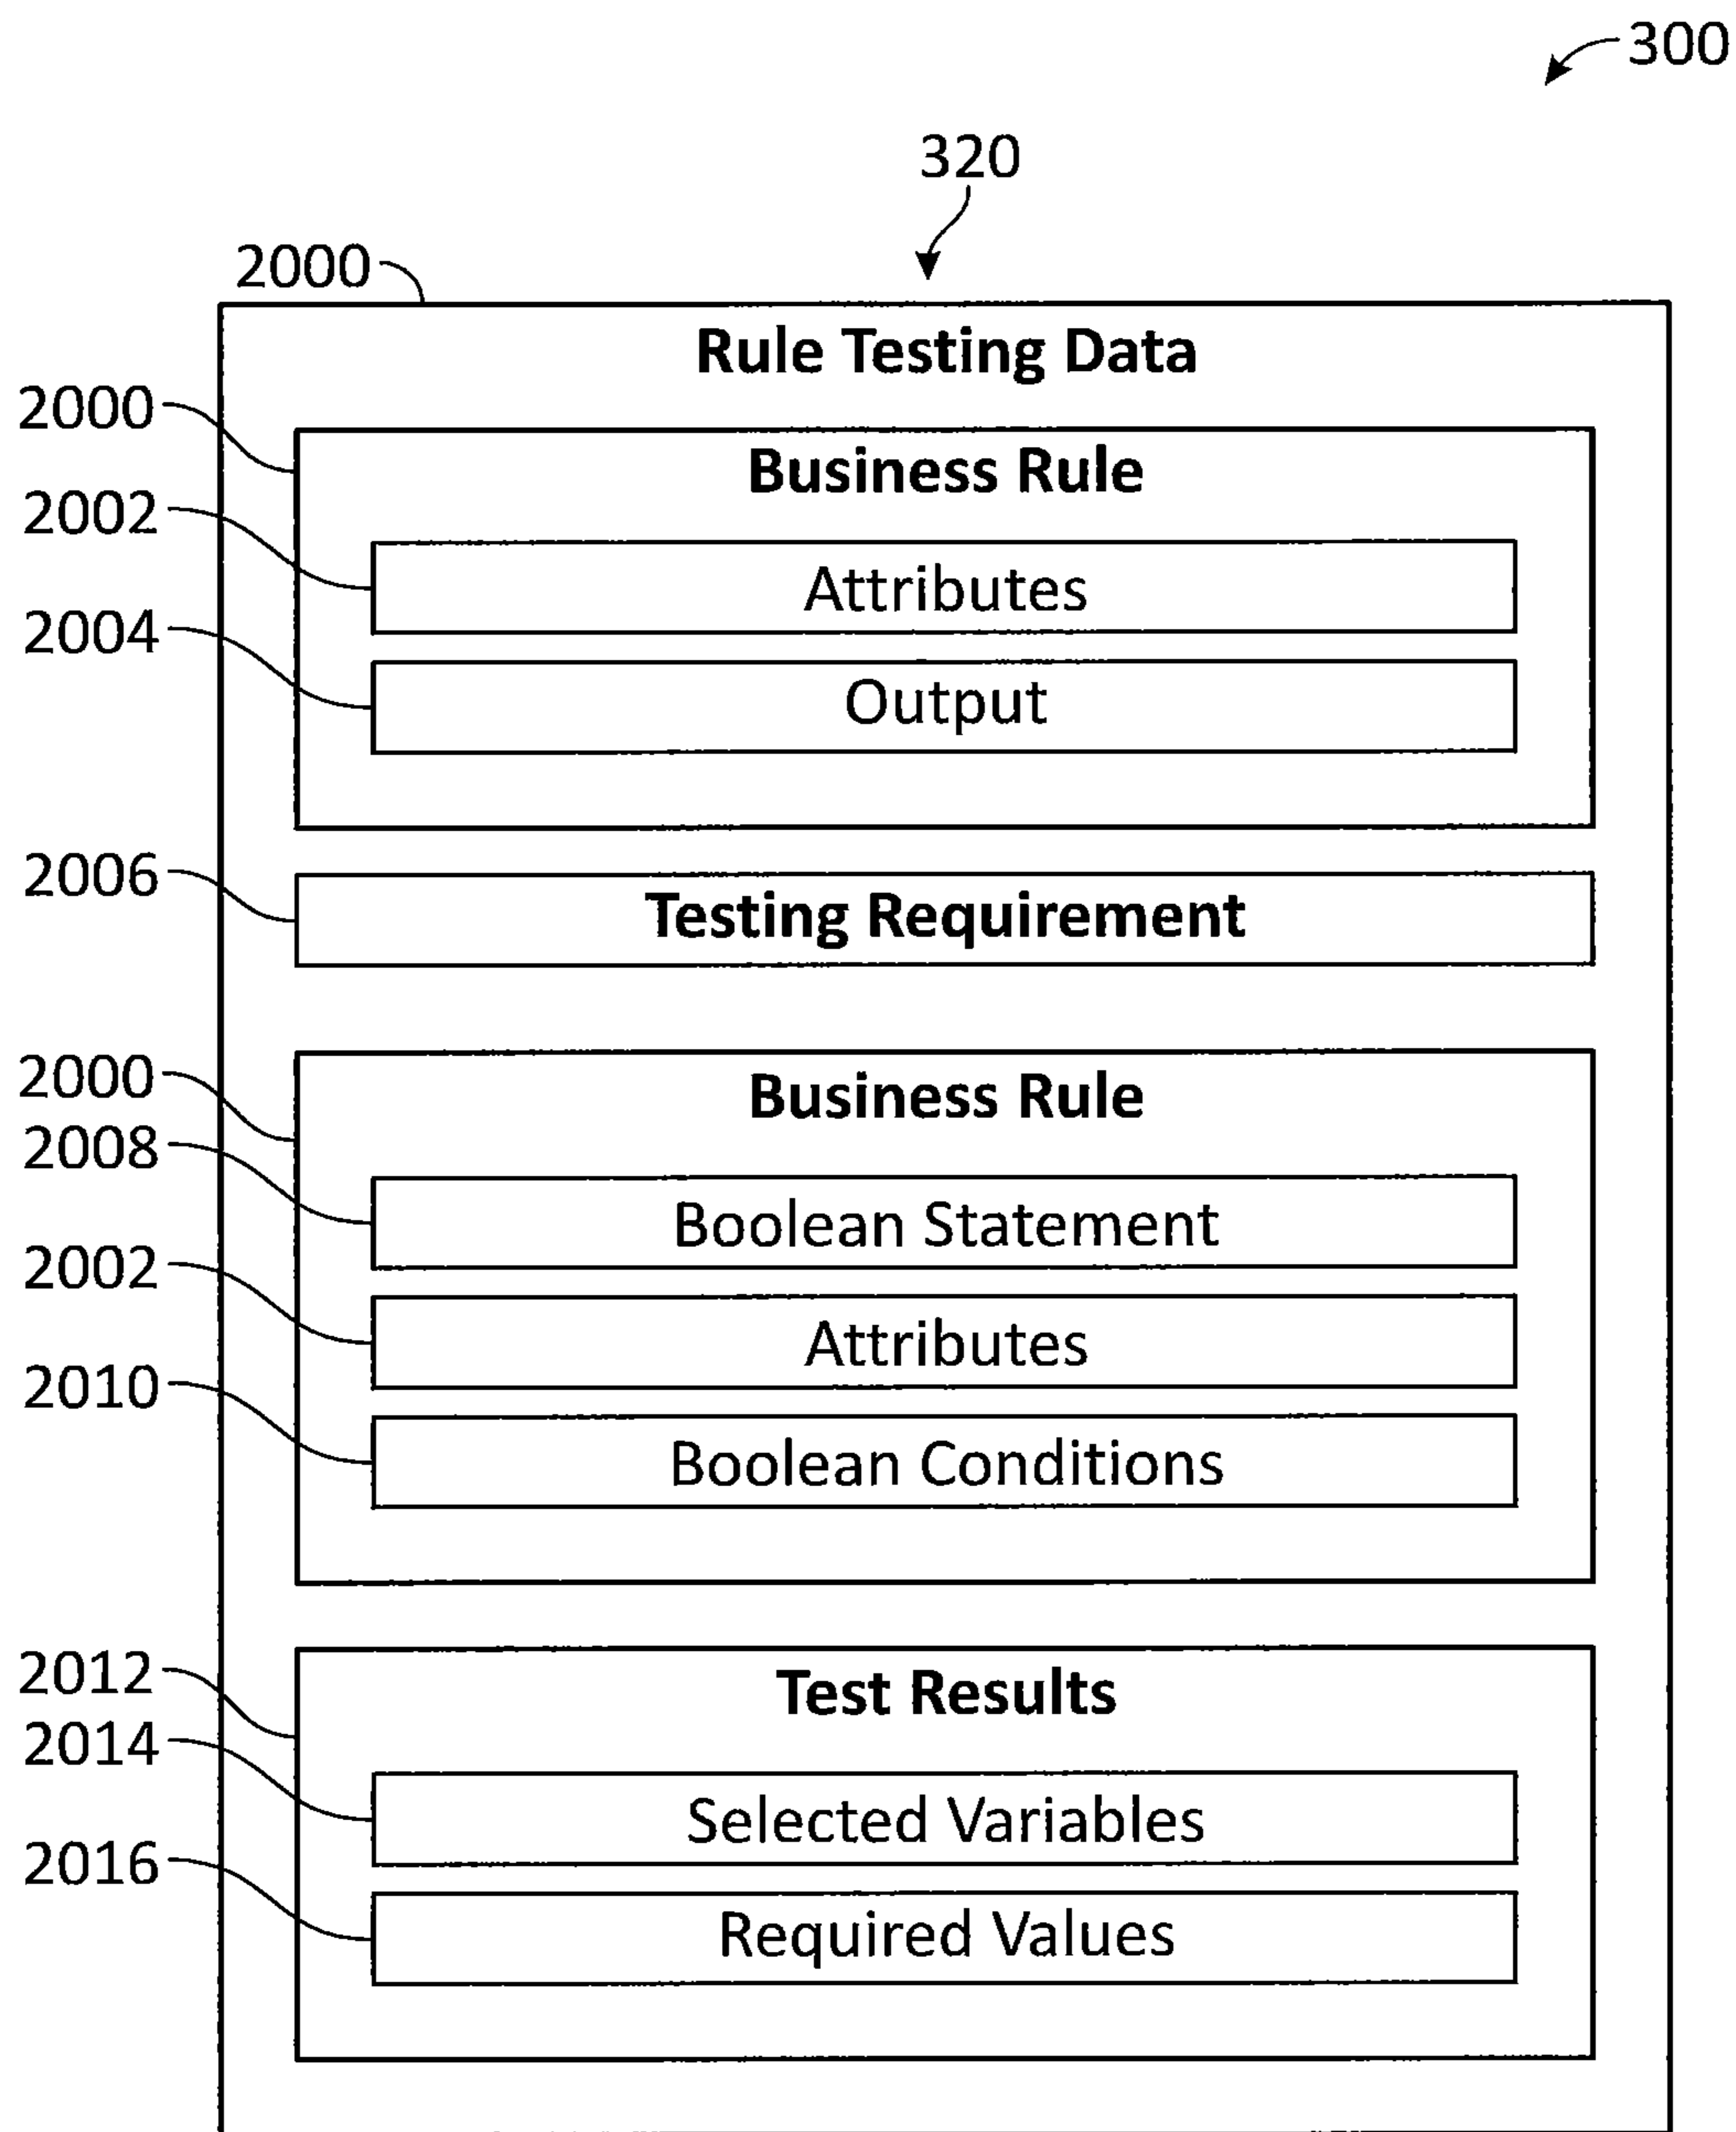 300
320
2000
Rule Testing Data
2000
Business Rule
2002
Attributes
2004
Output
2006
Testing Requirement
2000
Business Rule
2008
Boolean Statement
2002
Attributes
2010
Boolean Conditions
2012
Test Results
2014
Selected Variables
2016
Required Values